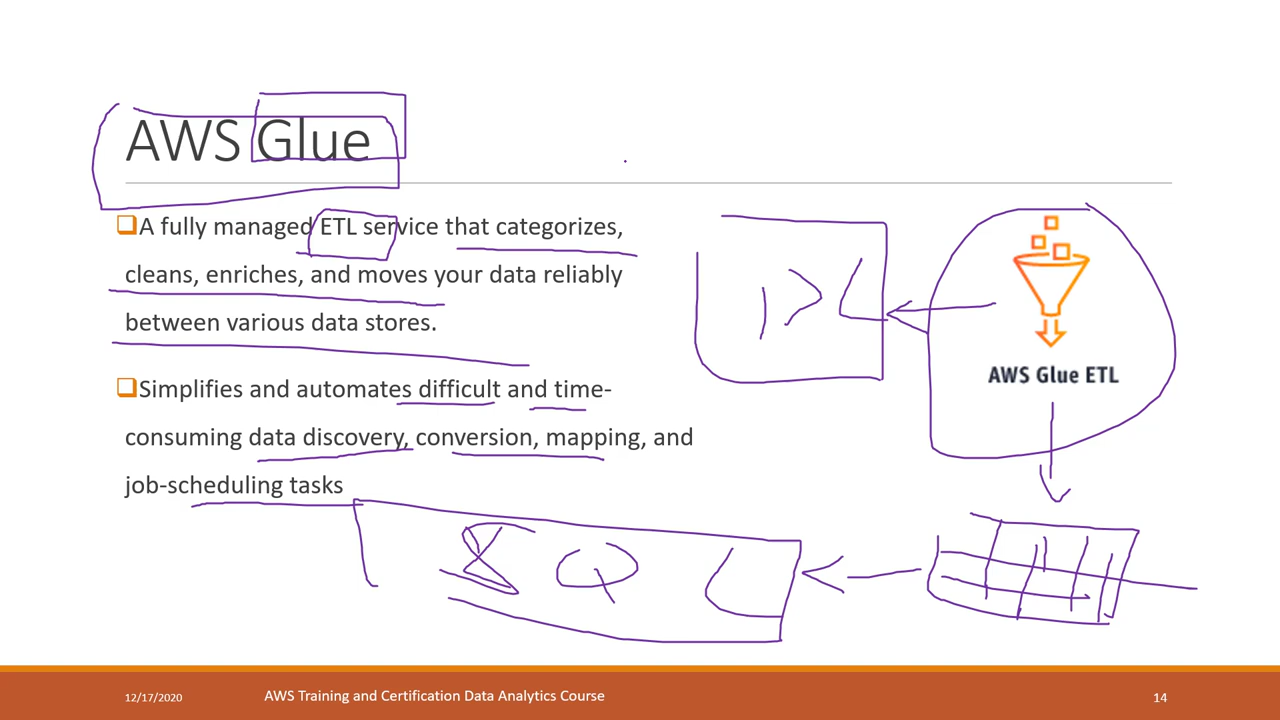 AWS Glue
❑A fully managed ETL service that categorizes,
cleans, enriches, and moves your data reliably
between various data stores.
❑Simplifies and automates difficult and time-
consuming data discovery, conversion, mapping, and
job-scheduling tasks
AWS Glue ETL
SQL
12/17/2020
AWS Training and Certification Data Analytics Course
14